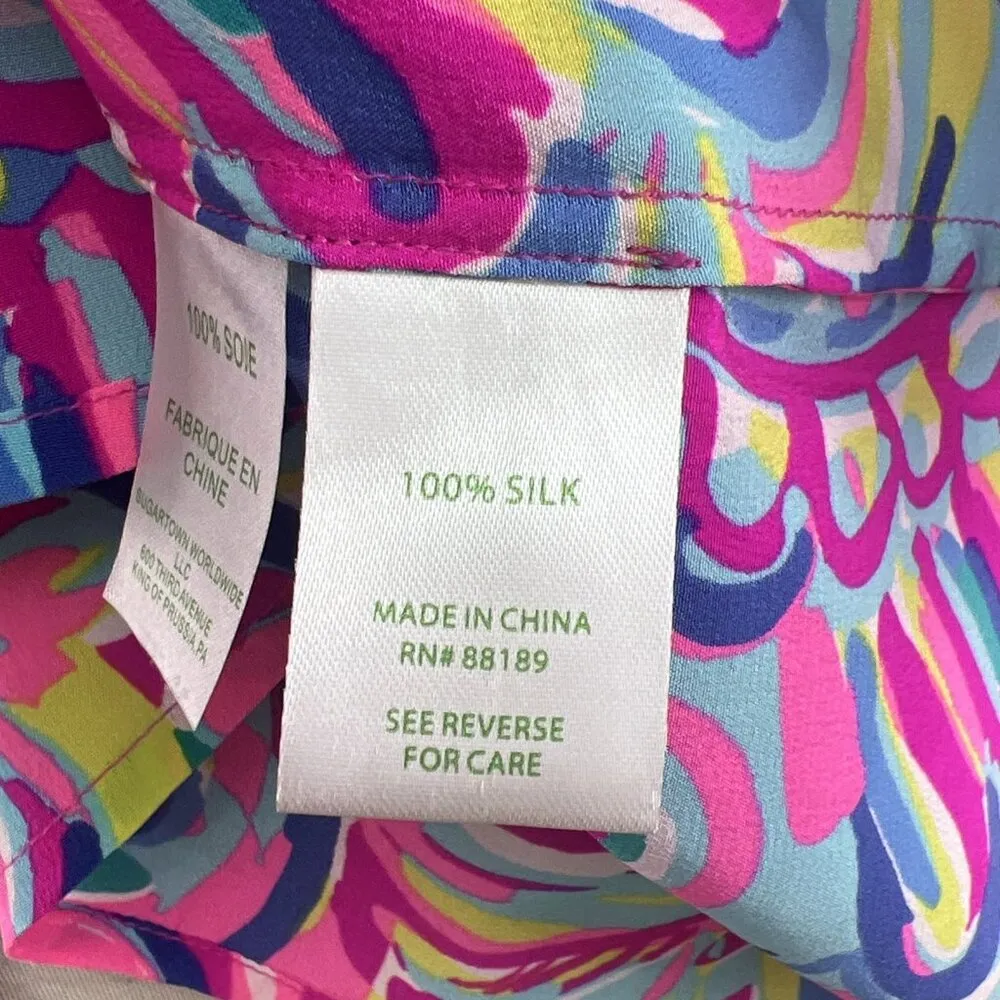 100% SOIE
FABRIQUE EN
CHINE
SUGARTOWN WORLDWIDE
LLC
600 THIRD AVENUE
KING OF PRUSSIA, PA
100% SILK
MADE IN CHINA
RN# 88189
SEE REVERSE
FOR CARE